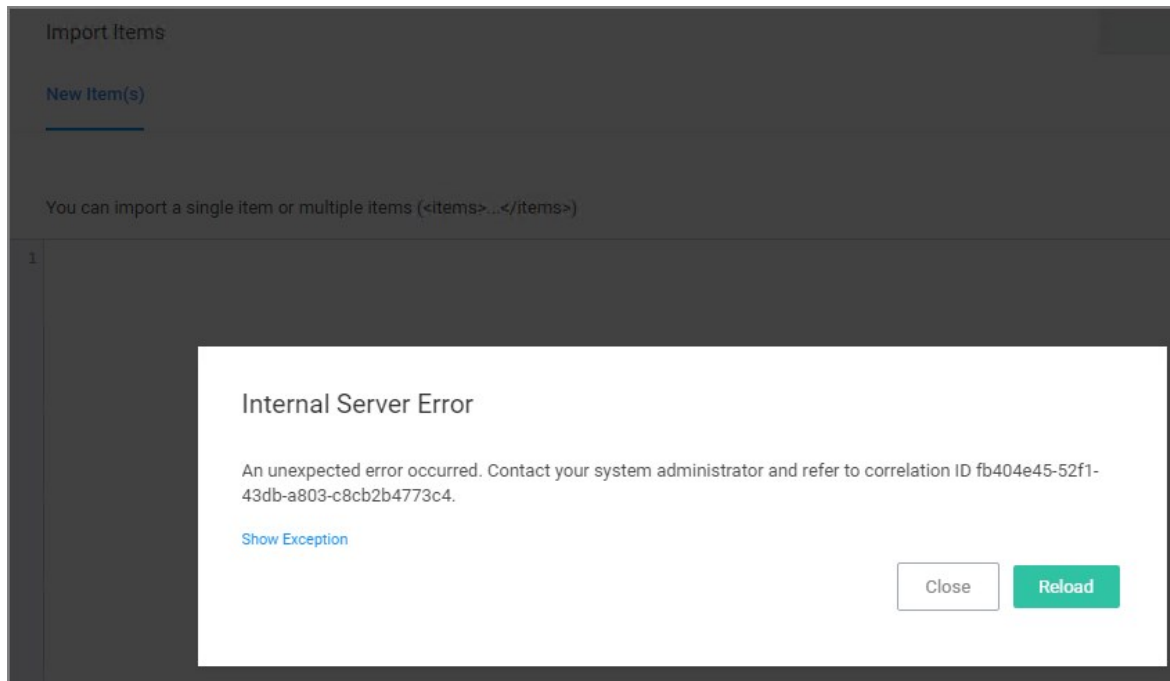 Import Items
New Item(s)
You can import a single item or multiple items (<items>...</items>)
1
Internal Server Error
An unexpected error occurred. Contact your system administrator and refer to correlation ID fb404e45-52f1-
43db-a803-c8cb2b4773c4.
Show Exception
Close
Reload